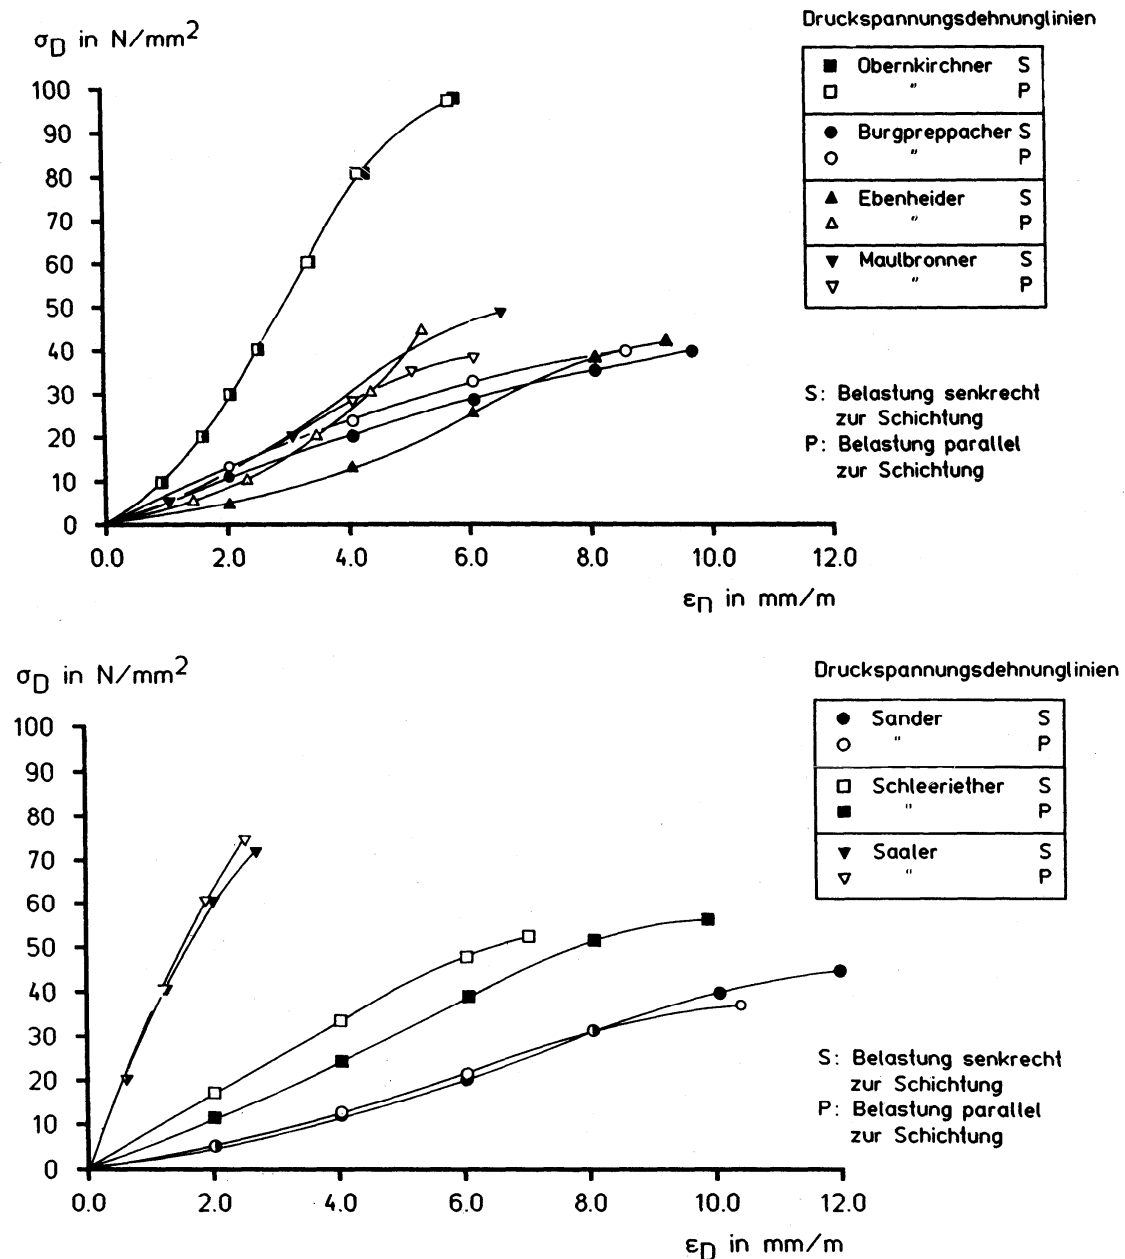 σD in N/mm2
Druckspannungsdehnunglinien
Obernkirchner S
" P
Burgpreppacher S
" P
Ebenheider S
" P
Maulbronner S
" P
100
90
80
70
60
50
40
30
20
10
0
0.0 2.0 4.0 6.0 8.0 10.0 12.0
εD in mm/m
S: Belastung senkrecht
zur Schichtung
P: Belastung parallel
zur Schichtung
σD in N/mm2
Druckspannungsdehnunglinien
Sander S
" P
Schleeriether S
" P
Saaler S
" P
100
90
80
70
60
50
40
30
20
10
0
0.0 2.0 4.0 6.0 8.0 10.0 12.0
εD in mm/m
S: Belastung senkrecht
zur Schichtung
P: Belastung parallel
zur Schichtung